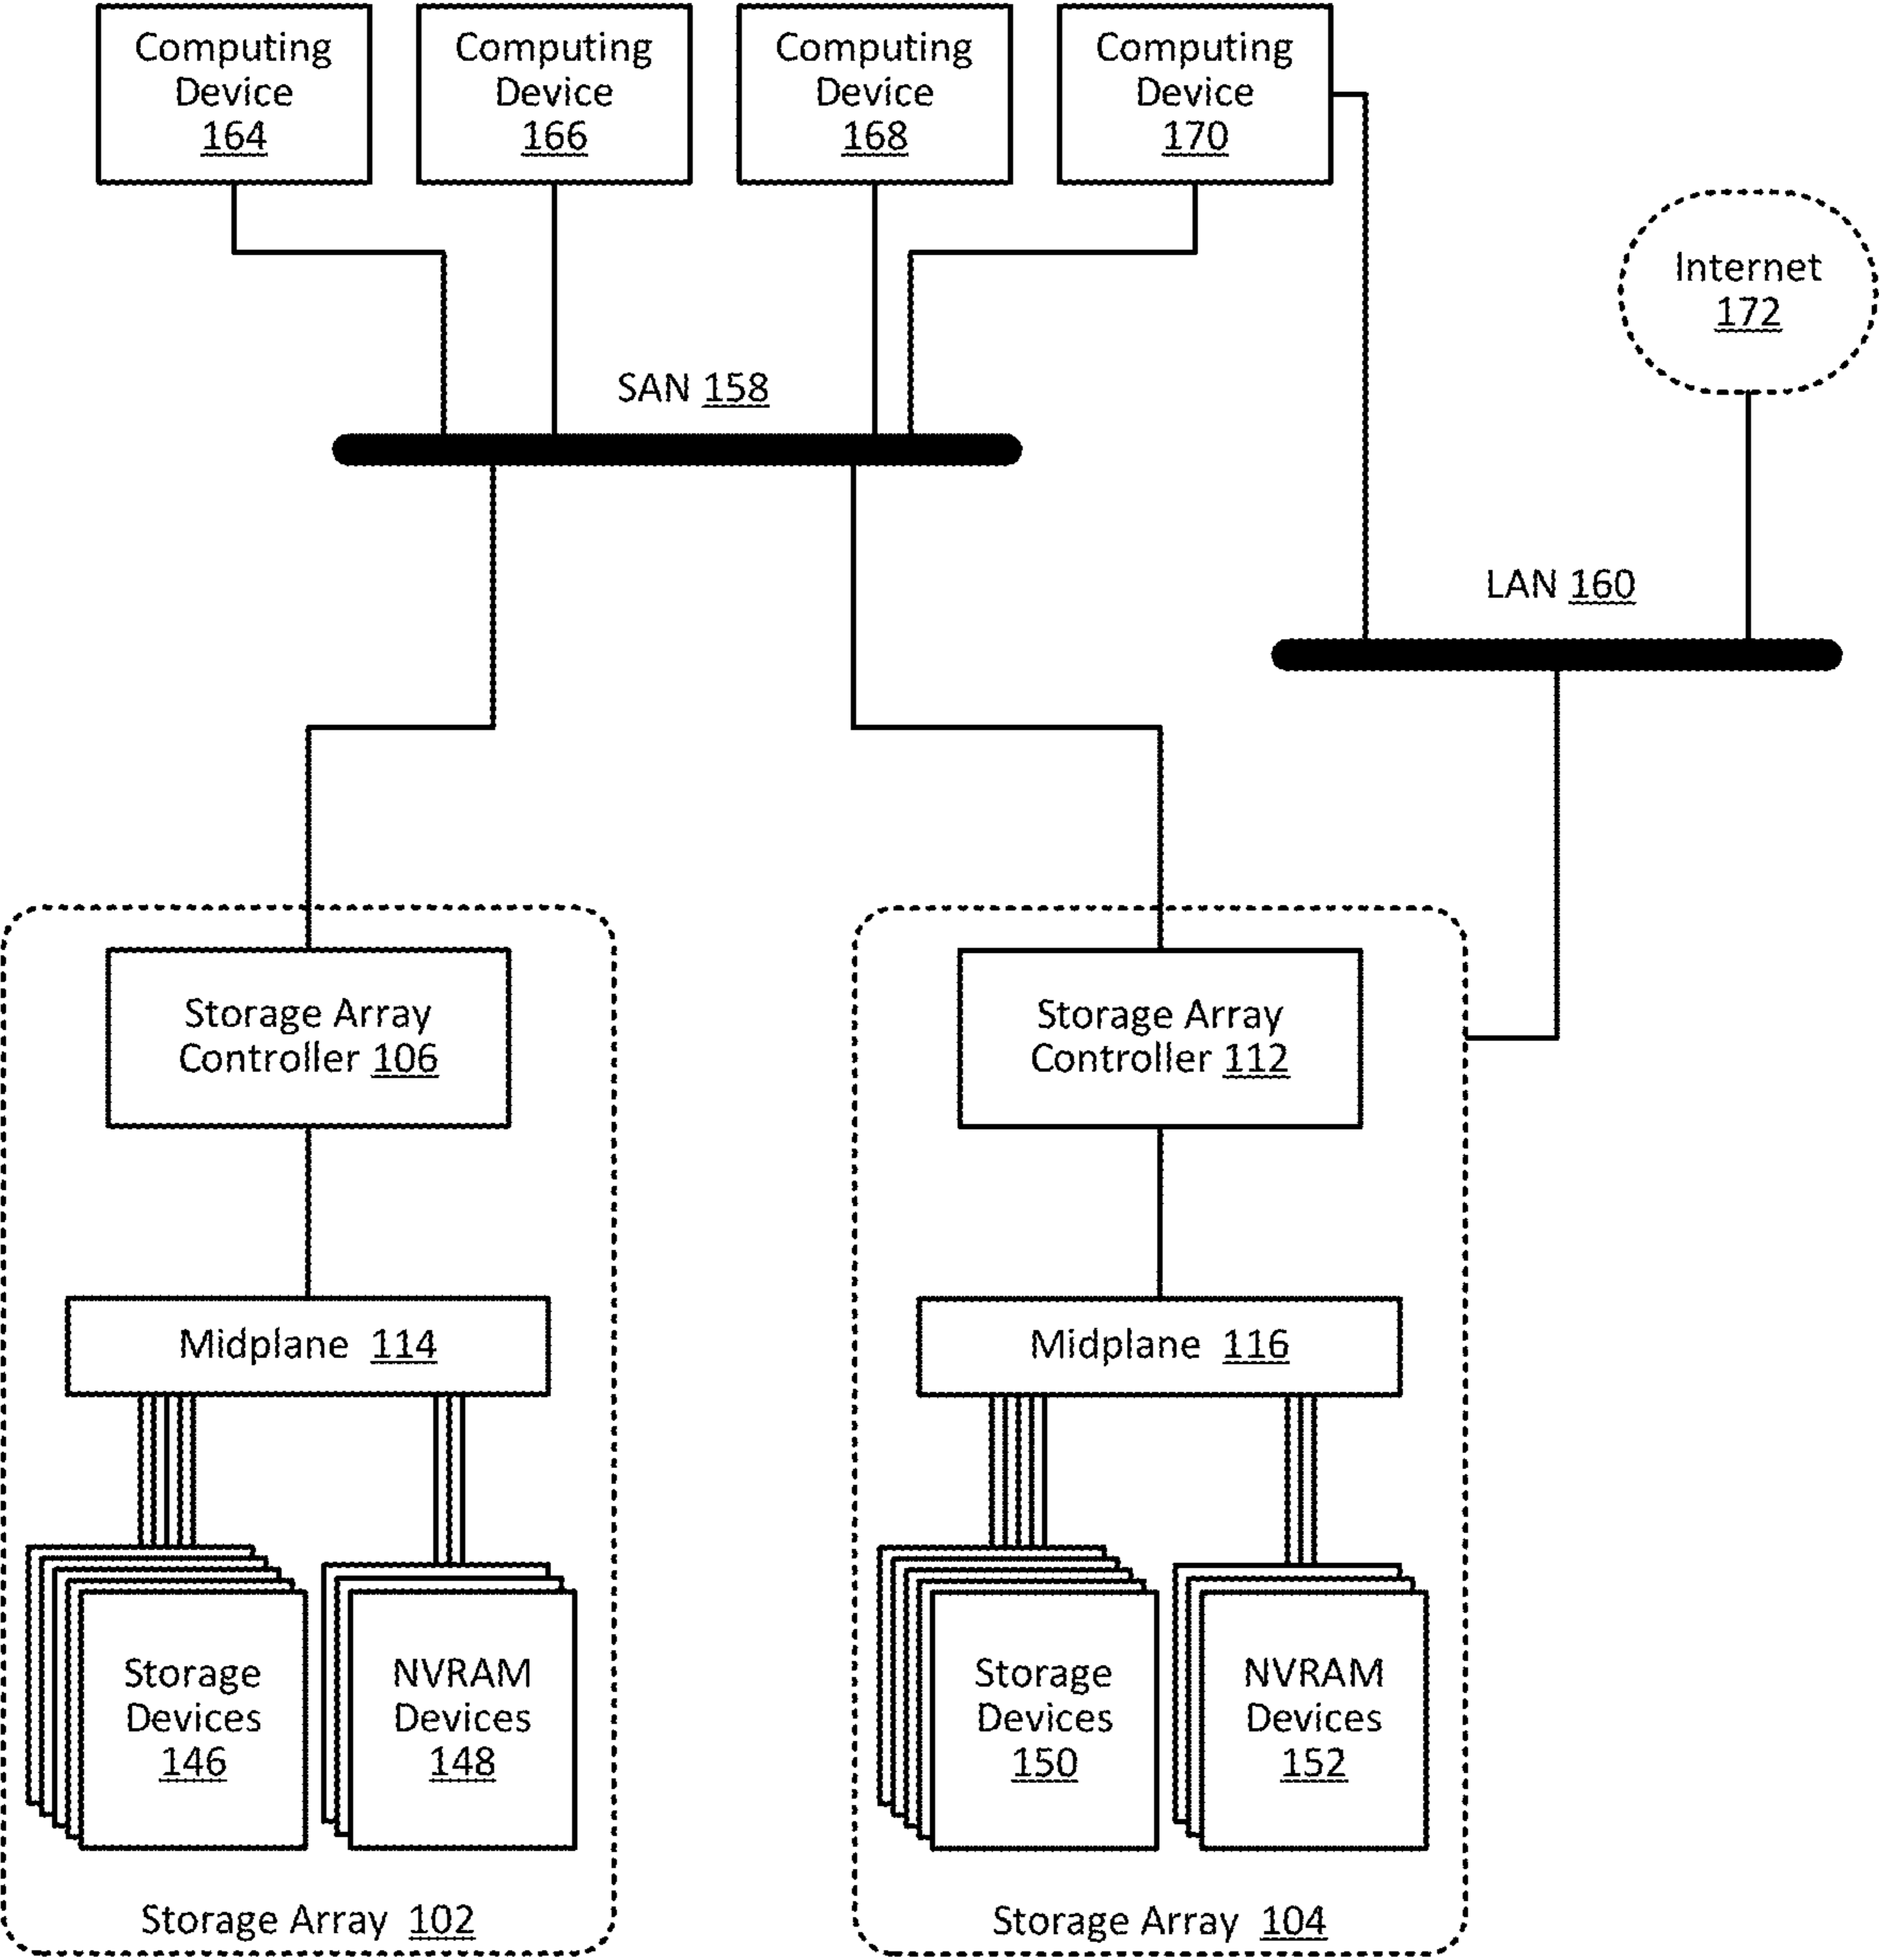 Computing
Device
164
Computing
Device
166
Computing
Device
168
Computing
Device
170
Internet
172
SAN 158
LAN 160
Storage Array
Controller 106
Storage Array
Controller 112
Midplane 114
Midplane 116
Storage
Devices
146
NVRAM
Devices
148
Storage
Devices
150
NVRAM
Devices
152
Storage Array 102
Storage Array 104